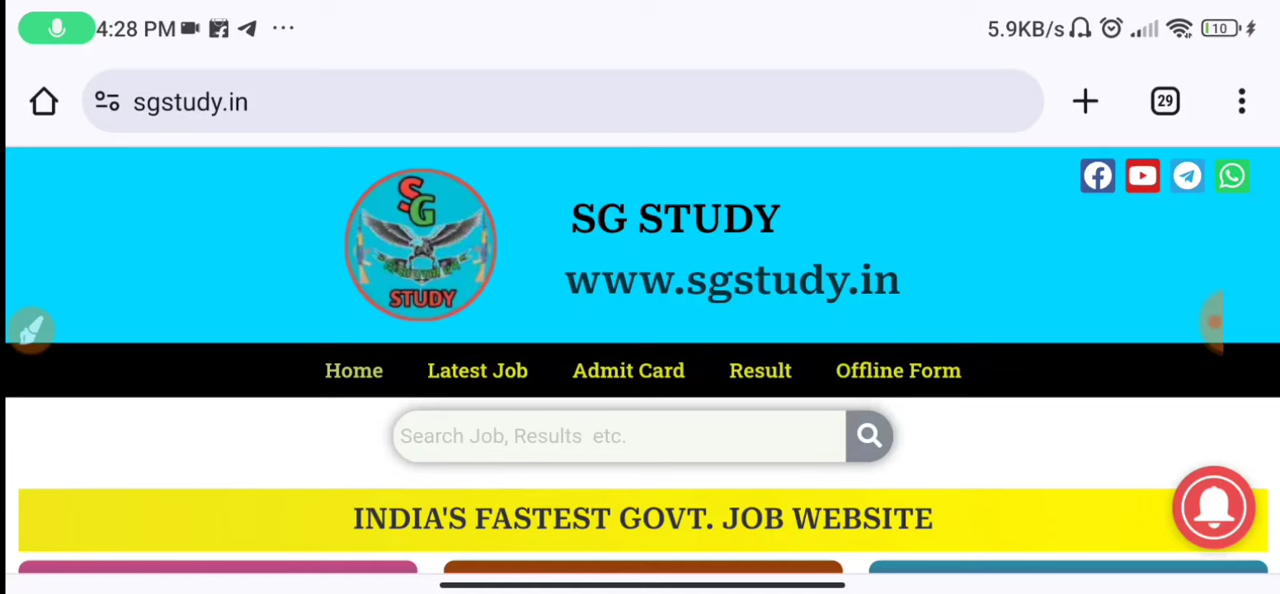 4:28 PM
5.9KB/s
10
sgstudy.in
29
SG
STUDY
SG STUDY
www.sgstudy.in
Home Latest Job Admit Card Result Offline Form
Search Job, Results etc.
INDIA'S FASTEST GOVT. JOB WEBSITE